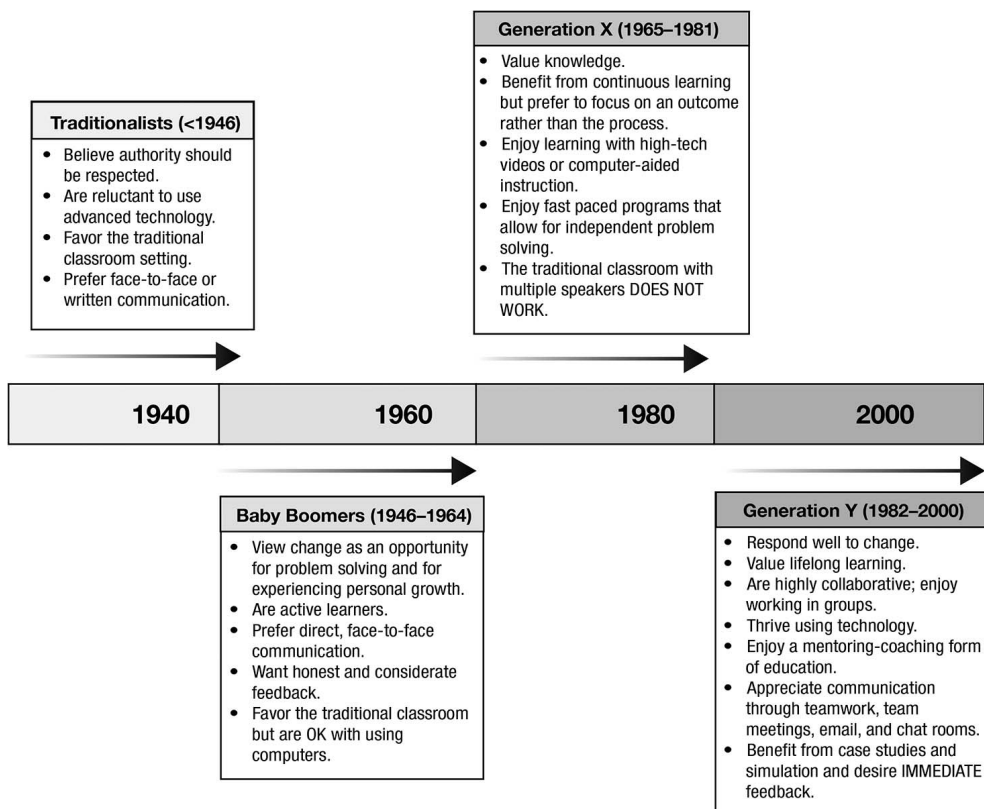 Traditionalists (<1946)
• Believe authority should
be respected.
• Are reluctant to use
advanced technology.
• Favor the traditional
classroom setting.
• Prefer face-to-face or
written communication.
Generation X (1965–1981)
• Value knowledge.
• Benefit from continuous learning
but prefer to focus on an outcome
rather than the process.
• Enjoy learning with high-tech
videos or computer-aided
instruction.
• Enjoy fast paced programs that
allow for independent problem
solving.
• The traditional classroom with
multiple speakers DOES NOT
WORK.
1940
1960
1980
2000
Baby Boomers (1946–1964)
• View change as an opportunity
for problem solving and for
experiencing personal growth.
• Are active learners.
• Prefer direct, face-to-face
communication.
• Want honest and considerate
feedback.
• Favor the traditional classroom
but are OK with using
computers.
Generation Y (1982–2000)
• Respond well to change.
• Value lifelong learning.
• Are highly collaborative; enjoy
working in groups.
• Thrive using technology.
• Enjoy a mentoring-coaching form
of education.
• Appreciate communication
through teamwork, team
meetings, email, and chat rooms.
• Benefit from case studies and
simulation and desire IMMEDIATE
feedback.